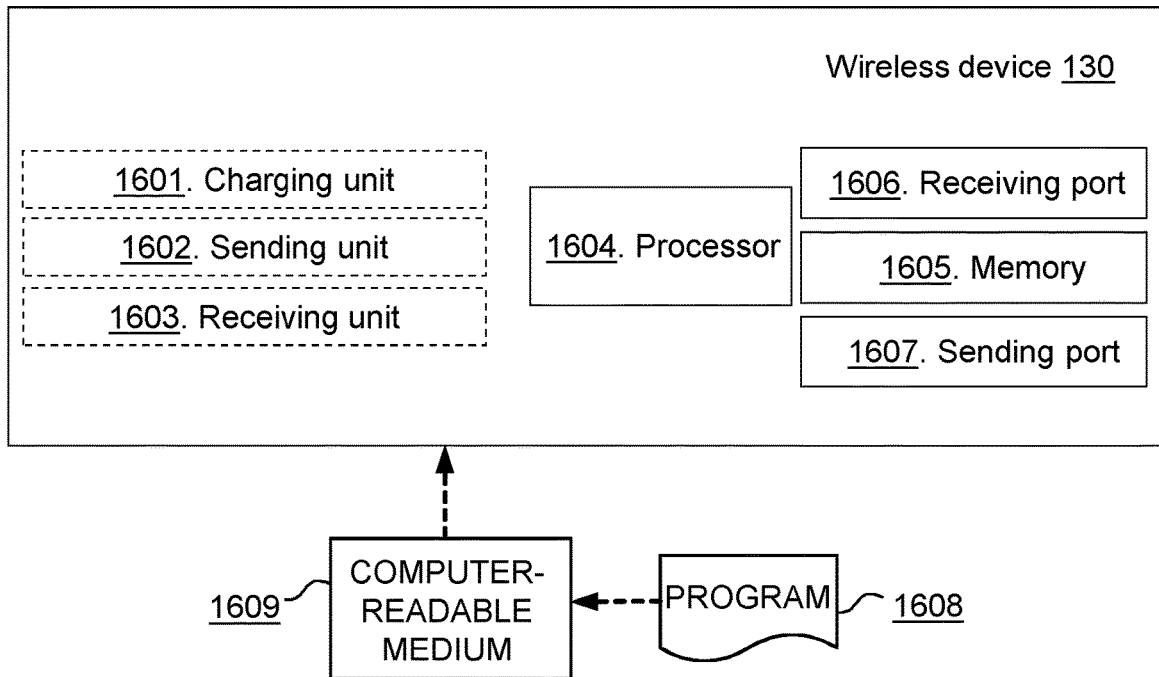 Wireless device 130
1601. Charging unit
1602. Sending unit
1603. Receiving unit
1604. Processor
1606. Receiving port
1605. Memory
1607. Sending port
1609
COMPUTER-
READABLE
MEDIUM
PROGRAM
1608